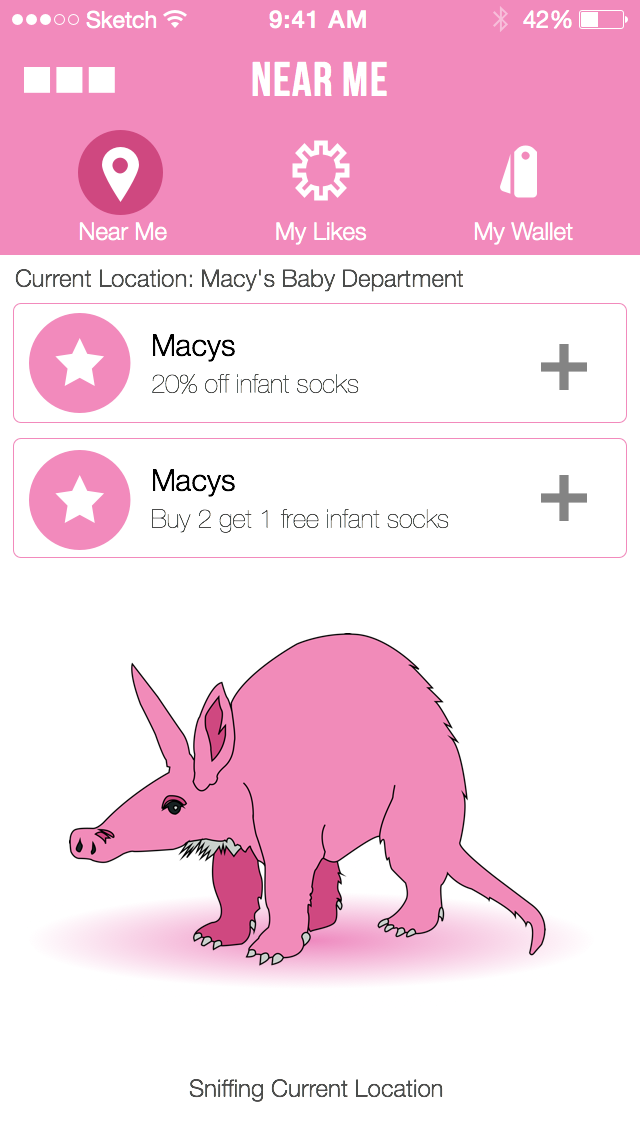 Sketch 9:41 AM 42%
NEAR ME
Near Me My Likes My Wallet
Current Location: Macy's Baby Department
Macys
20% off infant socks
Macys
Buy 2 get 1 free infant socks
Sniffing Current Location